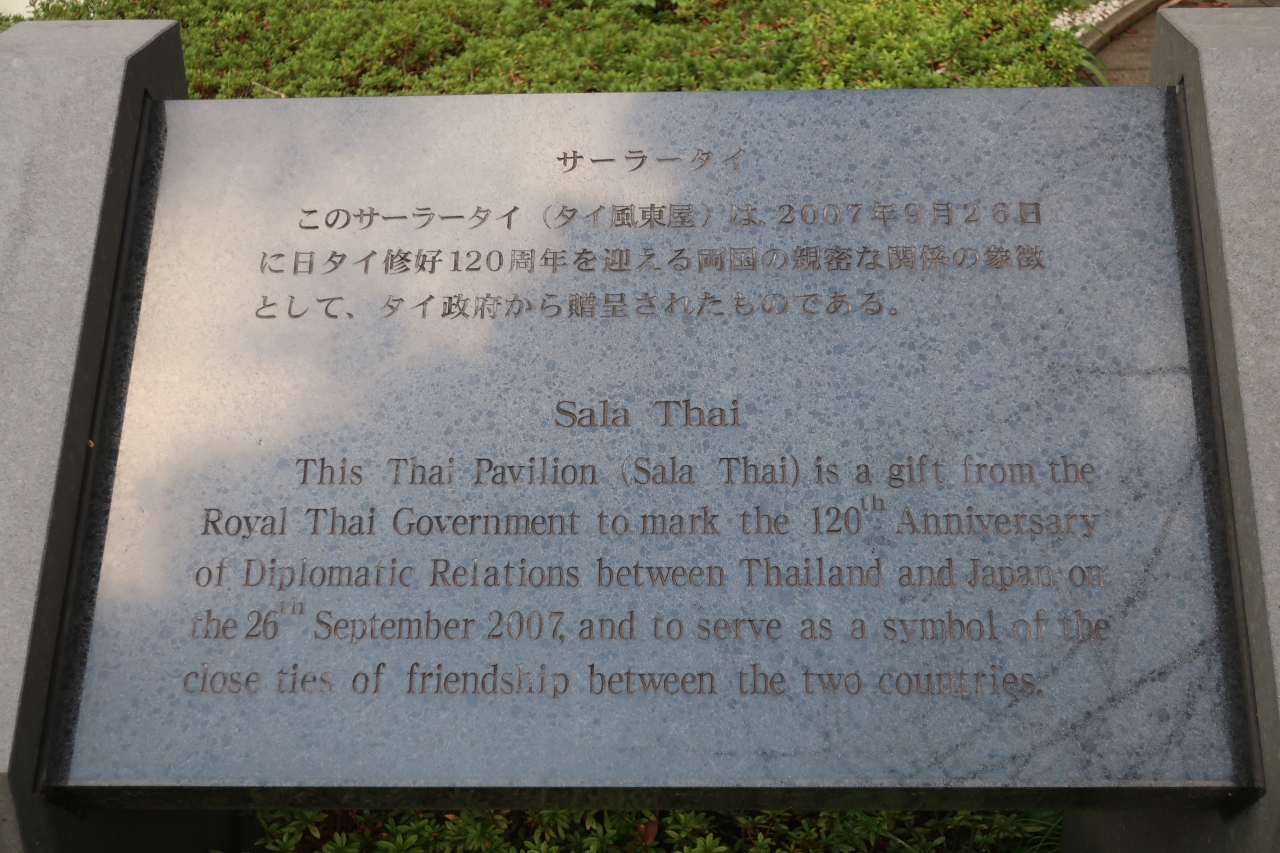 サーラータイ
このサーラータイ（タイ風東屋）は、2007年9月26日
に日タイ修好120周年を迎える両国の親密な関係の象徴
として、タイ政府から贈呈されたものである。
Sala Thai
This Thai Pavilion (Sala Thai) is a gift from the
Royal Thai Government to mark the 120th Anniversary
of Diplomatic Relations between Thailand and Japan on
the 26th September 2007, and to serve as a symbol of the
close ties of friendship between the two countries.